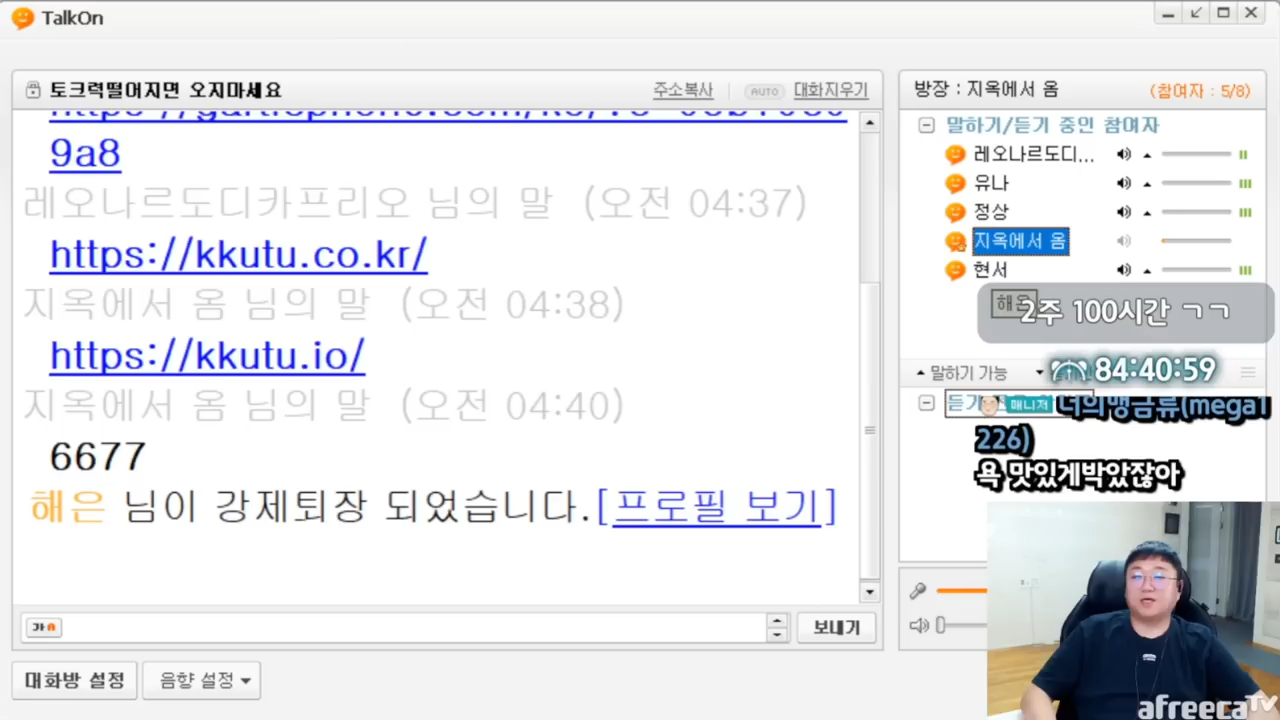 TalkOn
토크력떨어지면 오지마세요
주소복사
AUTO
대화지우기
9a8
레오나르도디카프리오 님의 말 (오전 04:37)
https://kkutu.co.kr/
지옥에서 옴 님의 말 (오전 04:38)
https://kkutu.io/
지옥에서 옴 님의 말 (오전 04:40)
6677
해은 님이 강제퇴장 되었습니다.[프로필 보기]
가
보내기
대화방 설정
음향 설정
방장 : 지옥에서 옴
(참여자 : 5/8)
말하기/듣기 중인 참여자
레오나르도디...
유나
정상
지옥에서 옴
현서
2주 100시간 ㄱㄱ
말하기 가능
84:40:59
매니저 너의맹금류(mega1
226)
욕 맛있게박았잖아
afreecaTV